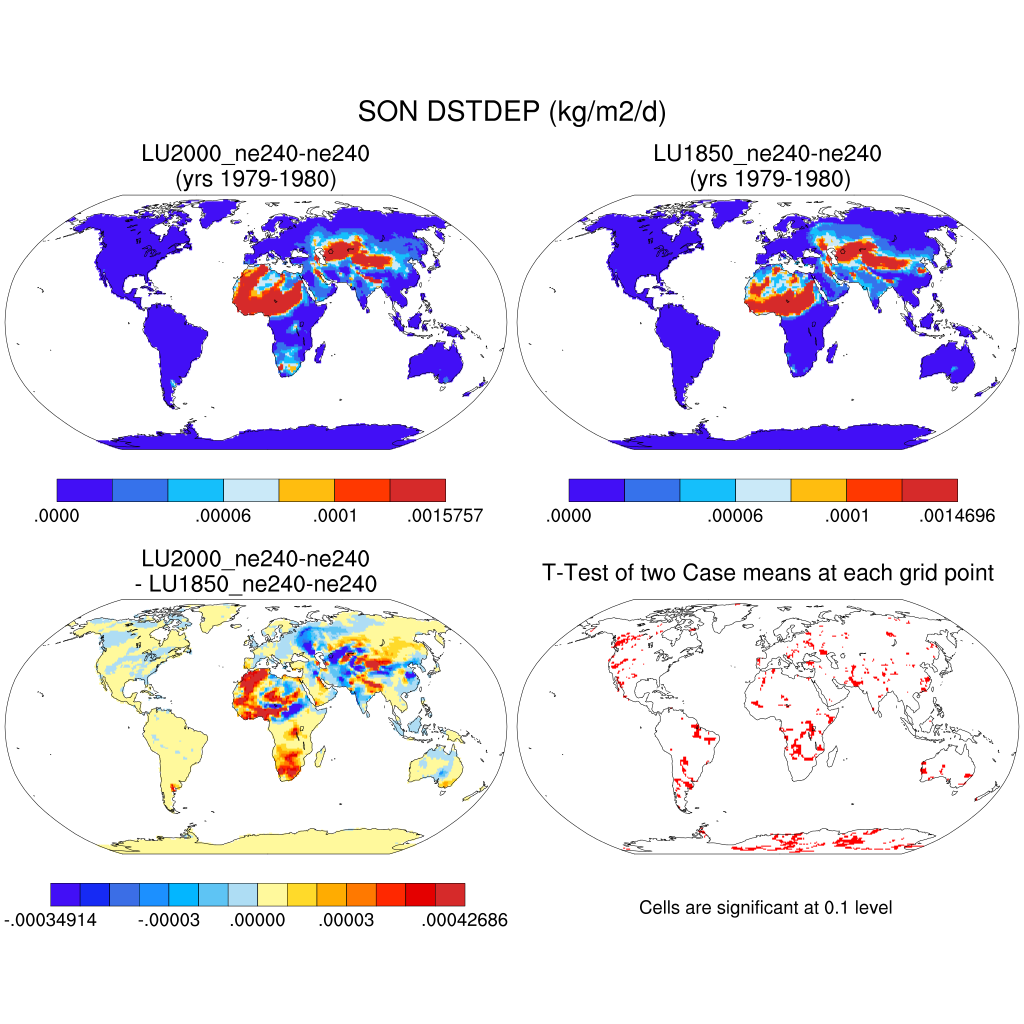 SON DSTDEP (kg/m2/d)
LU2000_ne240-ne240
(yrs 1979-1980)
LU1850_ne240-ne240
(yrs 1979-1980)
.0000 .00006 .0001 .0015757
.0000 .00006 .0001 .0014696
LU2000_ne240-ne240
- LU1850_ne240-ne240
T-Test of two Case means at each grid point
-.00034914 -.00003 .00000 .00003 .00042686
Cells are significant at 0.1 level